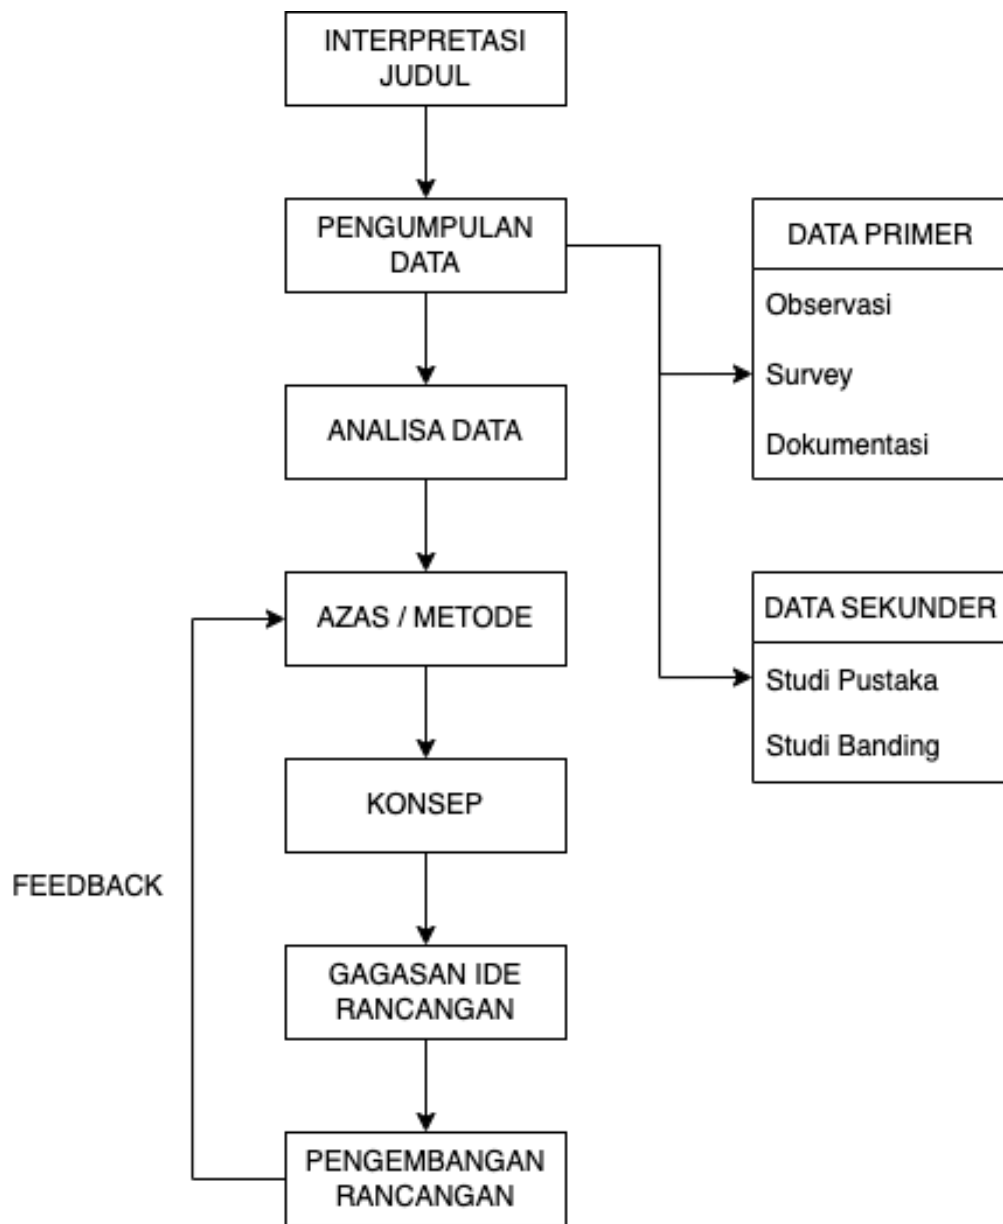 INTERPRETASI
JUDUL
PENGUMPULAN
DATA
DATA PRIMER
Observasi
Survey
Dokumentasi
ANALISA DATA
AZAS / METODE
DATA SEKUNDER
Studi Pustaka
Studi Banding
KONSEP
FEEDBACK
GAGASAN IDE
RANCANGAN
PENGEMBANGAN
RANCANGAN